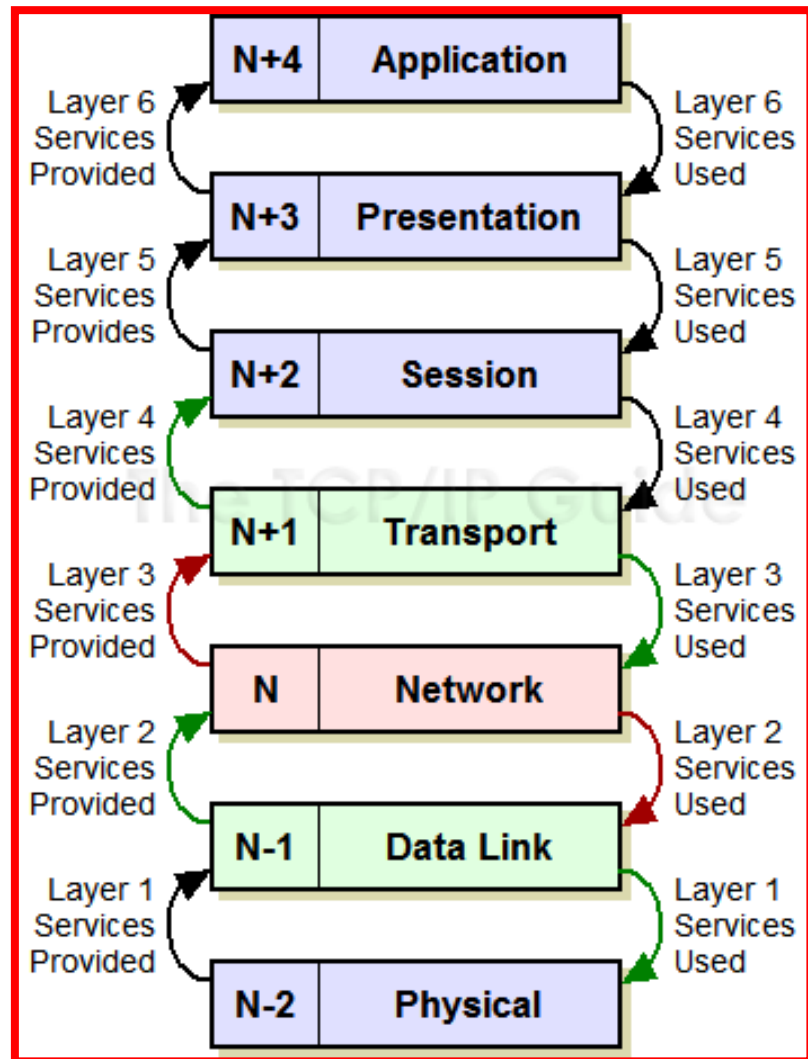 N+4 Application
Layer 6
Services
Provided
Layer 6
Services
Used
N+3 Presentation
Layer 5
Services
Provides
Layer 5
Services
Used
N+2 Session
Layer 4
Services
Provided
Layer 4
Services
Used
The TCP/IP Guide
N+1 Transport
Layer 3
Services
Provided
Layer 3
Services
Used
N Network
Layer 2
Services
Provided
Layer 2
Services
Used
N-1 Data Link
Layer 1
Services
Provided
Layer 1
Services
Used
N-2 Physical